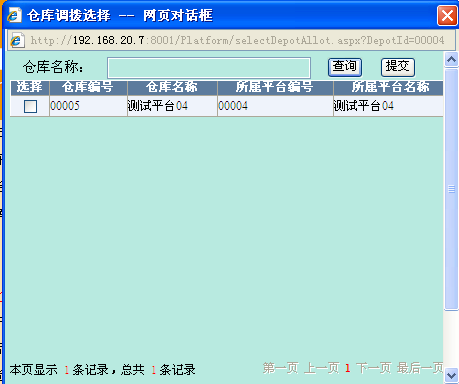 仓库调拨选择 -- 网页对话框
http://192.168.20.7:8001/Platform/selectDepotAllot.aspx?DepotId=00004
仓库名称： 查询 提交
选择 仓库编号 仓库名称 所属平台编号 所属平台名称
00005 测试平台04 00004 测试平台04
本页显示 1 条记录，总共 1 条记录 第一页 上一页 1 下一页 最后一页